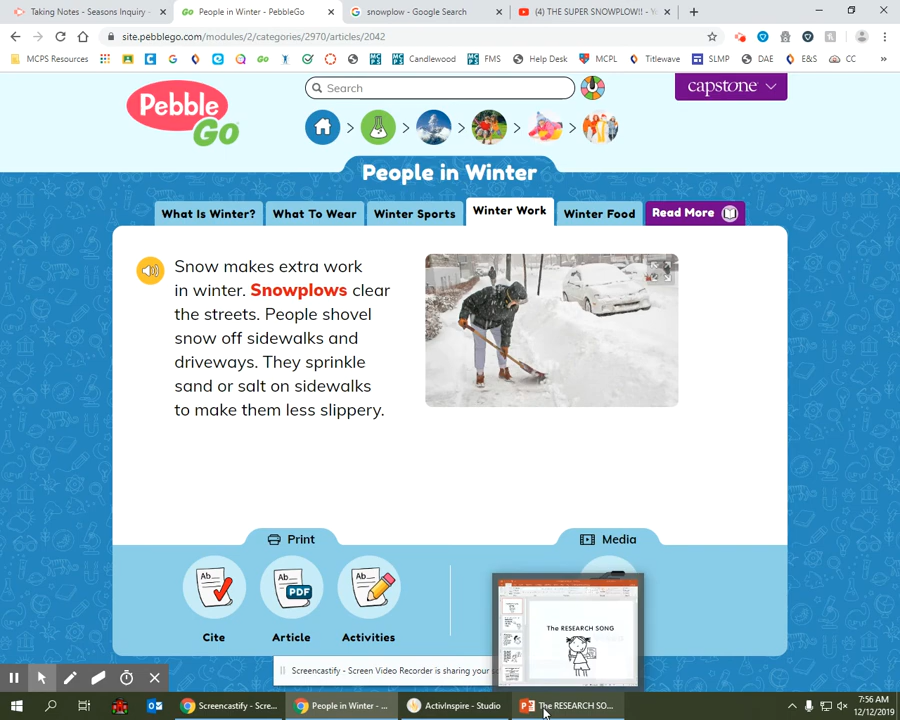 Taking Notes - Seasons Inquiry -
People in Winter - PebbleGo
snowplow - Google Search
(4) THE SUPER SNOWPLOW!! - Y
site.pebblego.com/modules/2/categories/2970/articles/2042
MCPS Resources
Candlewood
FMS
Help Desk
MCPL
Titlewave
SLMP
DAE
E&S
CC
»
Pebble
Go
Search
capstone
People in Winter
What Is Winter?
What To Wear
Winter Sports
Winter Work
Winter Food
Read More
Snow makes extra work
in winter. Snowplows clear
the streets. People shovel
snow off sidewalks and
driveways. They sprinkle
sand or salt on sidewalks
to make them less slippery.
Print
Media
Ab
Ab
PDF
Ab
Cite
Article
Activities
The RESEARCH SONG
Screencastify - Screen Video Recorder is sharing your
Screencastify - Scre...
People in Winter - ...
ActivInspire - Studio
The RESEARCH SO...
7:56 AM
12/12/2019